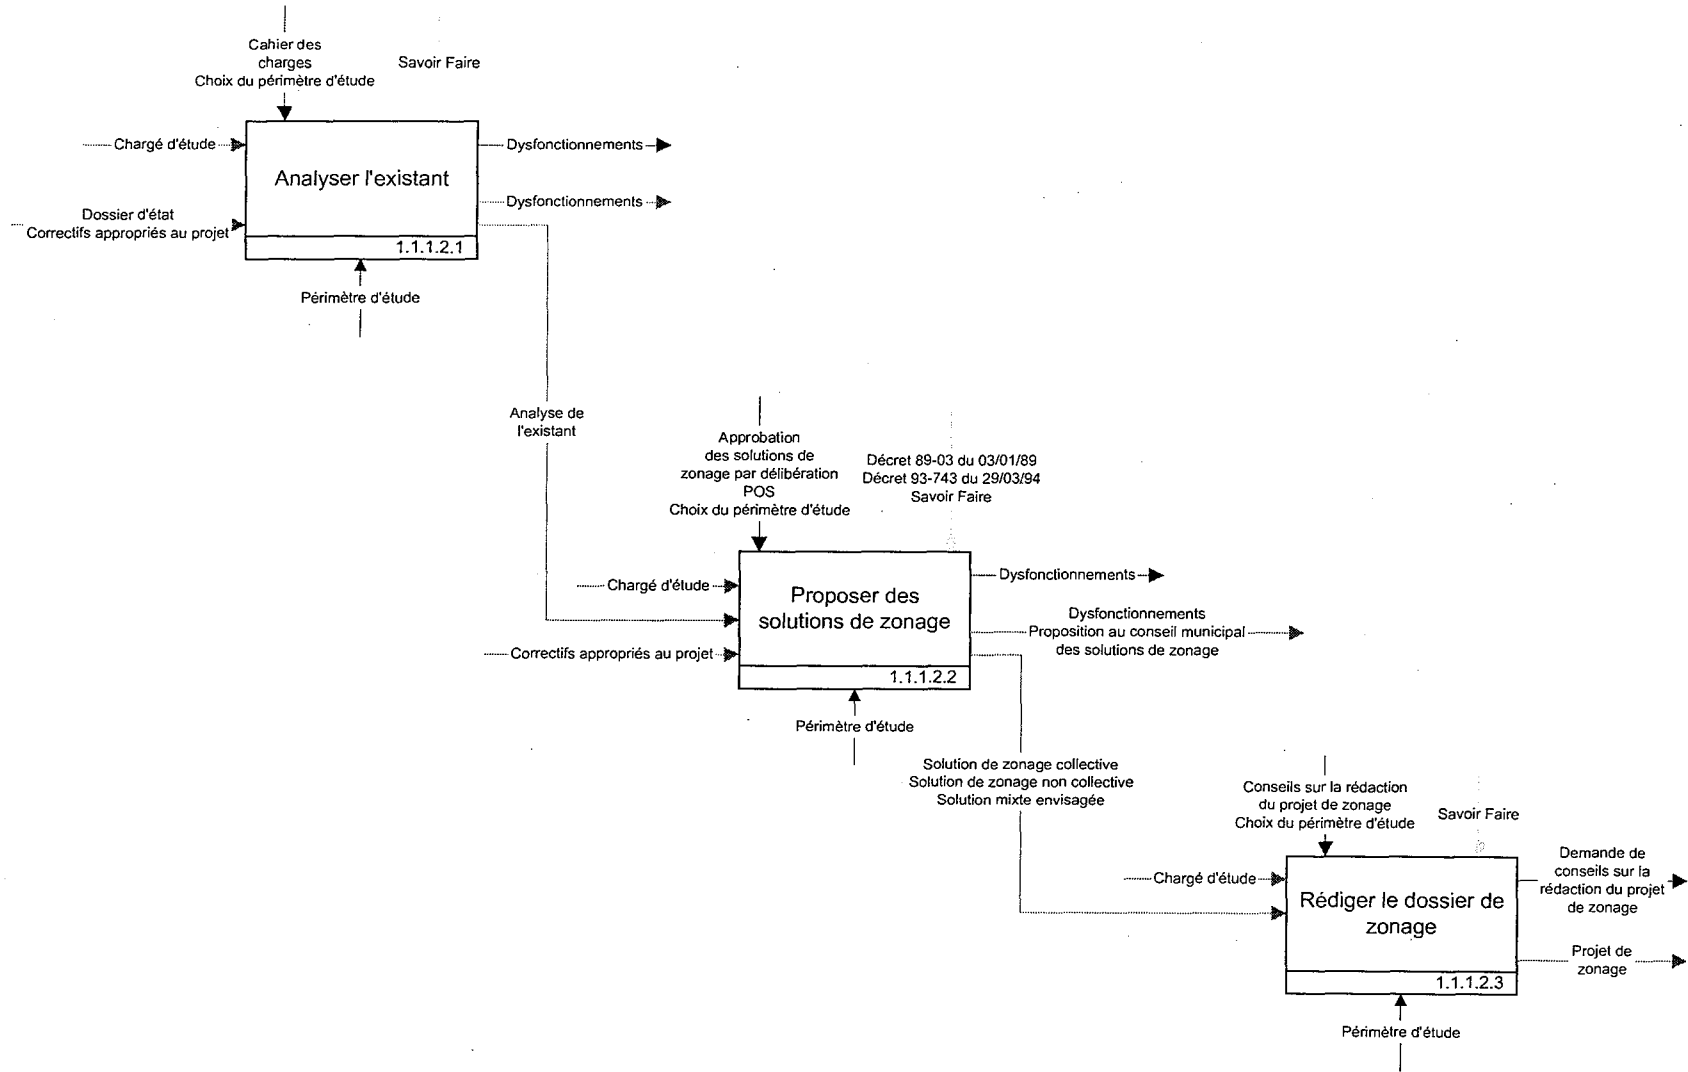 Cahier des
charges
Choix du périmètre d'étude
Savoir Faire
Chargé d'étude
Dysfonctionnements
Analyser l'existant
Dysfonctionnements
Dossier d'état
Correctifs appropriés au projet
1.1.1.2.1
Périmètre d'étude
Analyse de
l'existant
Approbation
des solutions de
zonage par délibération
POS
Choix du périmètre d'étude
Décret 89-03 du 03/01/89
Décret 93-743 du 29/03/94
Savoir Faire
Chargé d'étude
Dysfonctionnements
Proposer des
solutions de zonage
Dysfonctionnements
Proposition au conseil municipal
des solutions de zonage
Correctifs appropriés au projet
1.1.1.2.2
Périmètre d'étude
Solution de zonage collective
Solution de zonage non collective
Solution mixte envisagée
Conseils sur la rédaction
du projet de zonage
Choix du périmètre d'étude
Savoir Faire
Chargé d'étude
Demande de
conseils sur la
rédaction du projet
de zonage
Rédiger le dossier de
zonage
Projet de
zonage
1.1.1.2.3
Périmètre d'étude